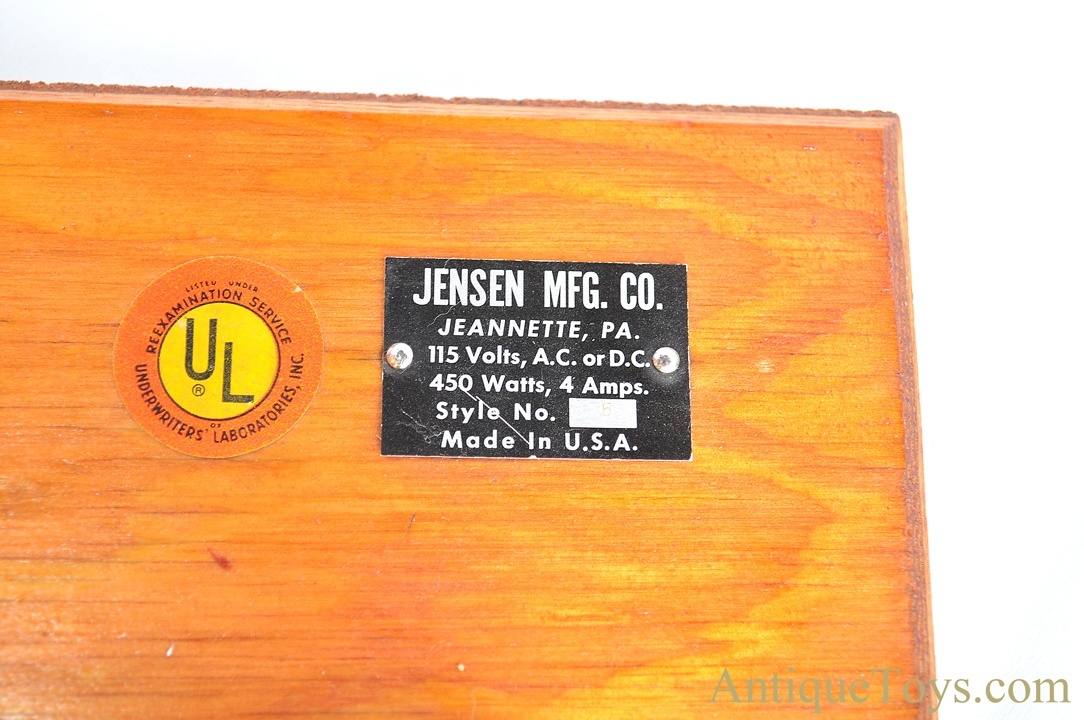 LISTED UNDER
REEXAMINATION SERVICE
UL
®
OF
UNDERWRITERS' LABORATORIES, INC.
JENSEN MFG. CO.
JEANNETTE, PA.
115 Volts, A.C. or D.C.
450 Watts, 4 Amps.
Style No. 5
Made In U.S.A.
AntiqueToys.com